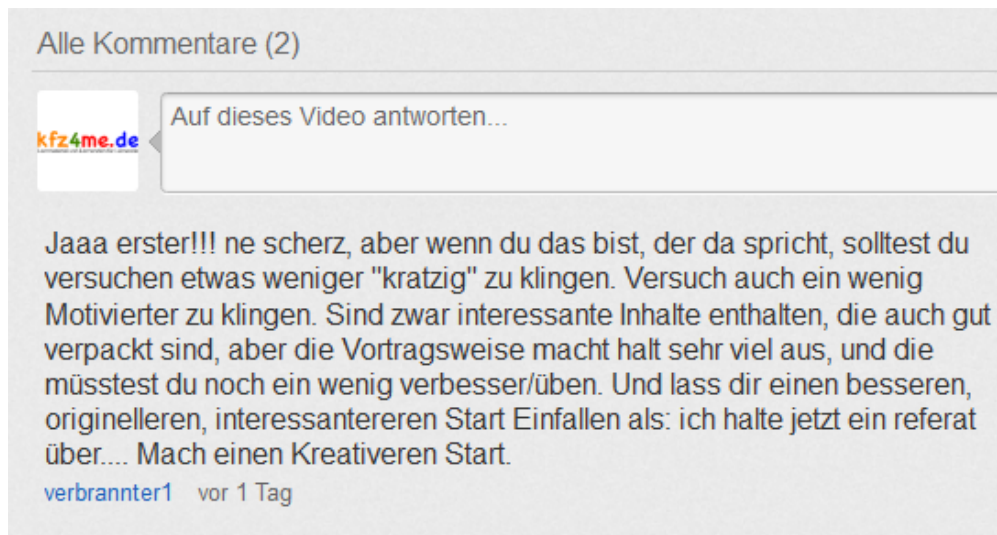 Alle Kommentare (2)
kfz4me.de
Auf dieses Video antworten...
Jaaa erster!!! ne scherz, aber wenn du das bist, der da spricht, solltest du
versuchen etwas weniger "kratzig" zu klingen. Versuch auch ein wenig
Motivierter zu klingen. Sind zwar interessante Inhalte enthalten, die auch gut
verpackt sind, aber die Vortragsweise macht halt sehr viel aus, und die
müsstest du noch ein wenig verbesser/üben. Und lass dir einen besseren,
originelleren, interessantereren Start Einfallen als: ich halte jetzt ein referat
über.... Mach einen Kreativeren Start.
verbrannter1 vor 1 Tag